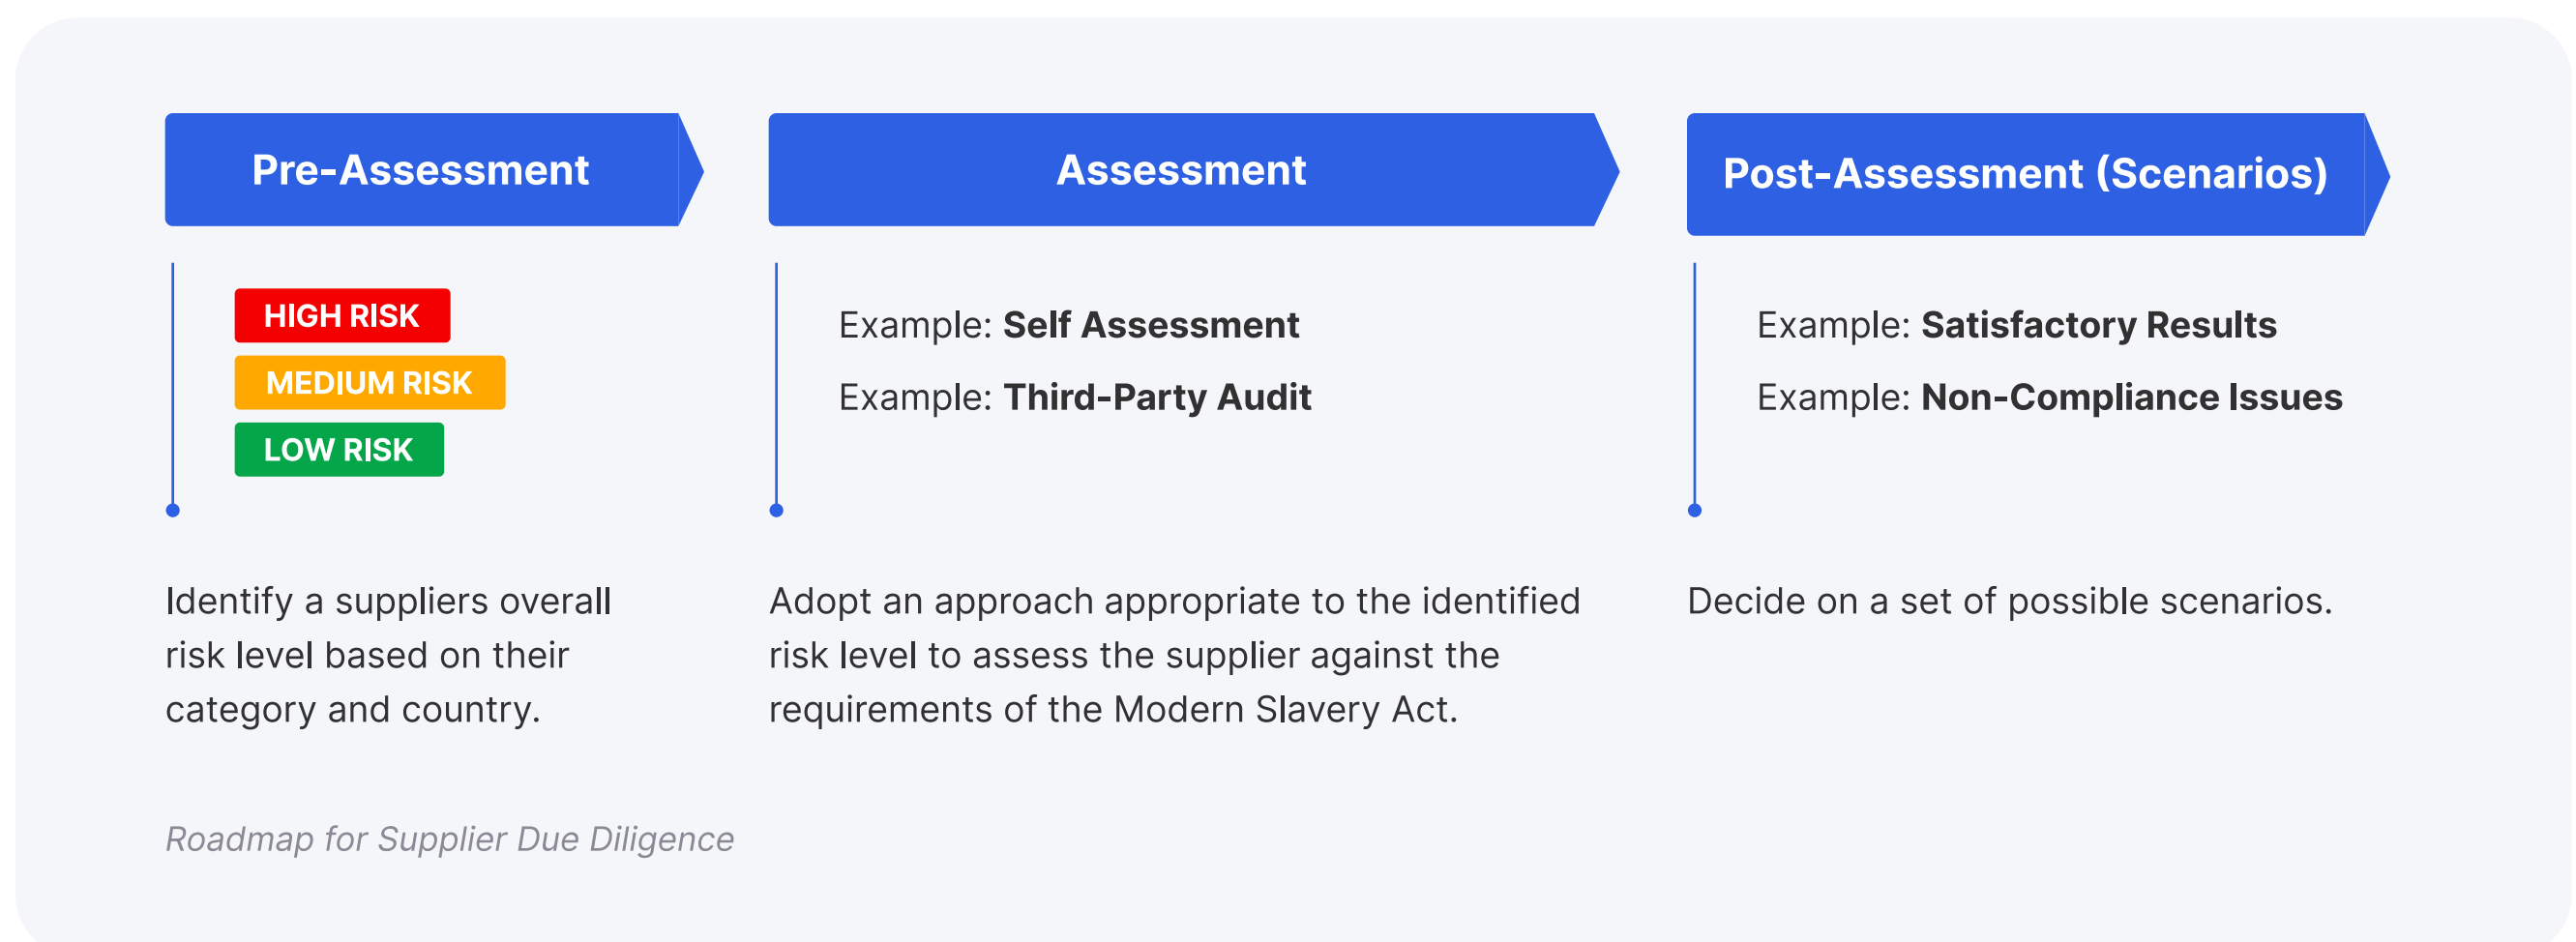 Pre-Assessment
HIGH RISK
MEDIUM RISK
LOW RISK
Identify a suppliers overall
risk level based on their
category and country.
Assessment
Example: Self Assessment
Example: Third-Party Audit
Adopt an approach appropriate to the identified
risk level to assess the supplier against the
requirements of the Modern Slavery Act.
Post-Assessment (Scenarios)
Example: Satisfactory Results
Example: Non-Compliance Issues
Decide on a set of possible scenarios.
Roadmap for Supplier Due Diligence